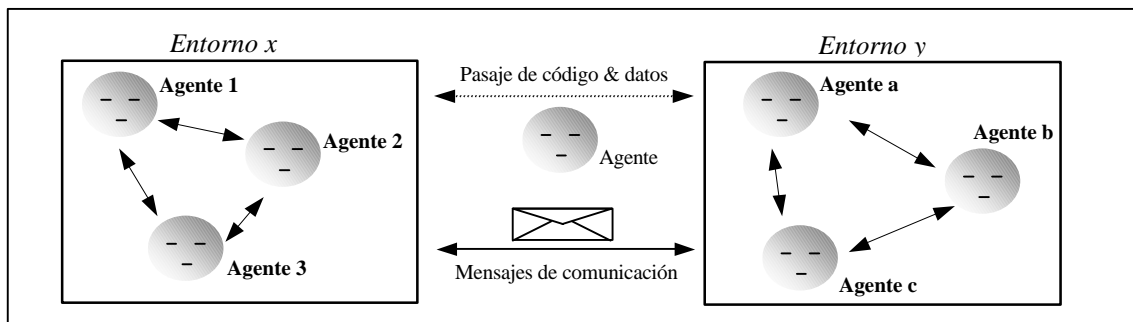 Entorno x
Agente 1
Agente 2
Agente 3
Pasaje de código & datos
Agente
Mensajes de comunicación
Entorno y
Agente a
Agente b
Agente c